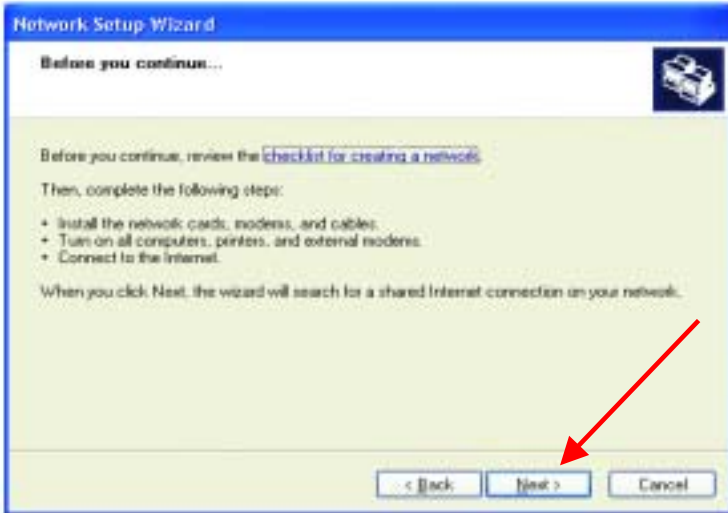 Network Setup Wizard
Before you continue...
Before you continue, review the checklist for creating a network.
Then, complete the following steps:
• Install the network cards, modems, and cables.
• Turn on all computers, printers, and external modems.
• Connect to the Internet.
When you click Next, the wizard will search for a shared Internet connection on your network.
< Back
Next >
Cancel